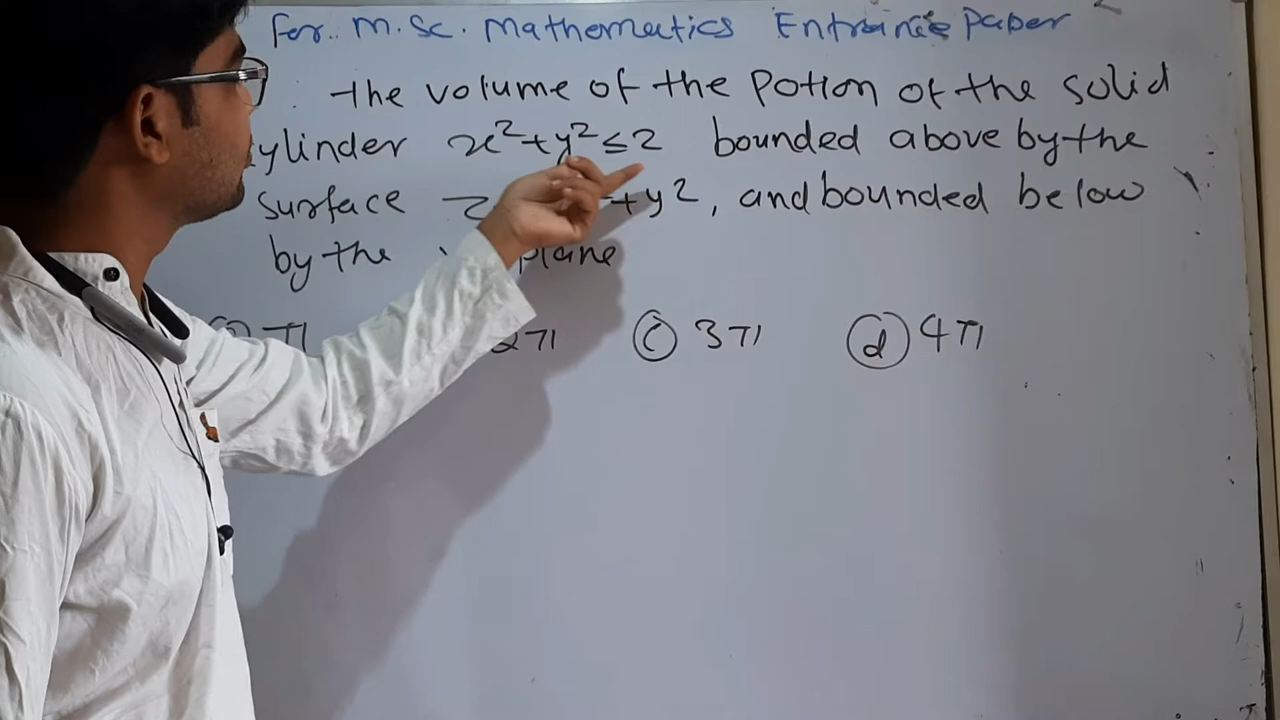 For.. M.Sc. Mathematics Entrance Paper
the volume of the Potion of the solid
ylinder x²+y²≤2 bounded above by the
surface z +y², and bounded below
by the plane
π 2π (c) 3π (d) 4π